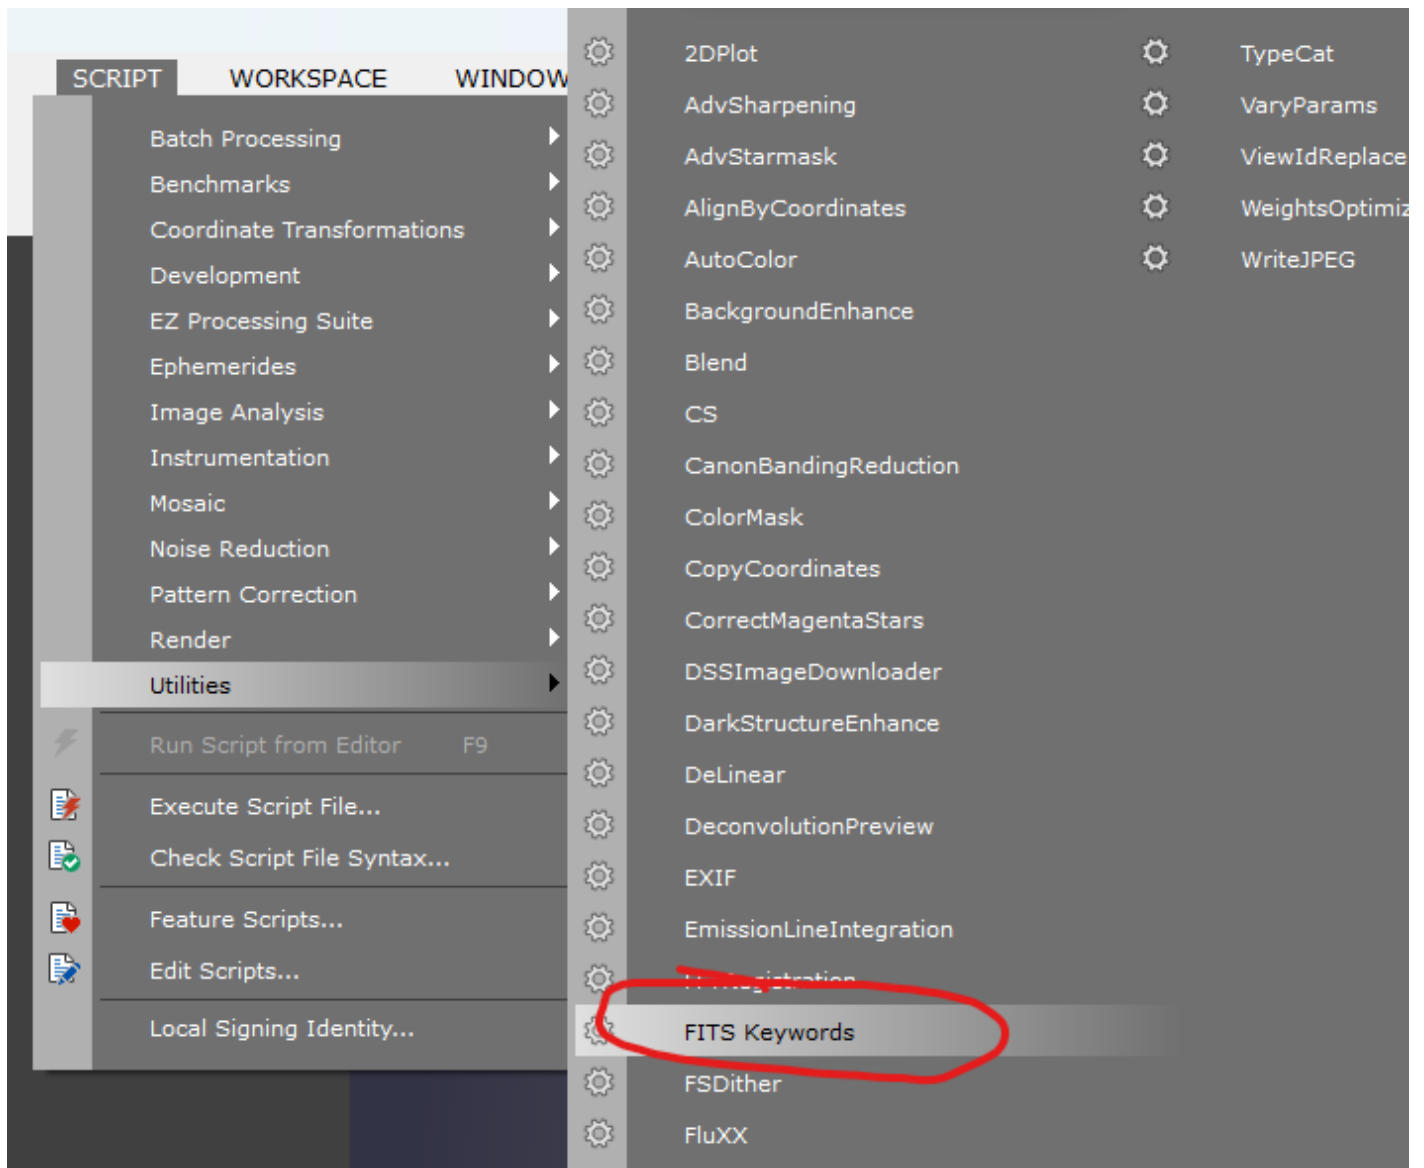 SCRIPT WORKSPACE WINDOW
Batch Processing
Benchmarks
Coordinate Transformations
Development
EZ Processing Suite
Ephemerides
Image Analysis
Instrumentation
Mosaic
Noise Reduction
Pattern Correction
Render
Utilities
Run Script from Editor F9
Execute Script File...
Check Script File Syntax...
Feature Scripts...
Edit Scripts...
Local Signing Identity...
2DPlot
AdvSharpening
AdvStarmask
AlignByCoordinates
AutoColor
BackgroundEnhance
Blend
CS
CanonBandingReduction
ColorMask
CopyCoordinates
CorrectMagentaStars
DSSImageDownloader
DarkStructureEnhance
DeLinear
DeconvolutionPreview
EXIF
EmissionLineIntegration
FITS Keywords
FSDither
FluXX
TypeCat
VaryParams
ViewIdReplace
WeightsOptimiz
WriteJPEG